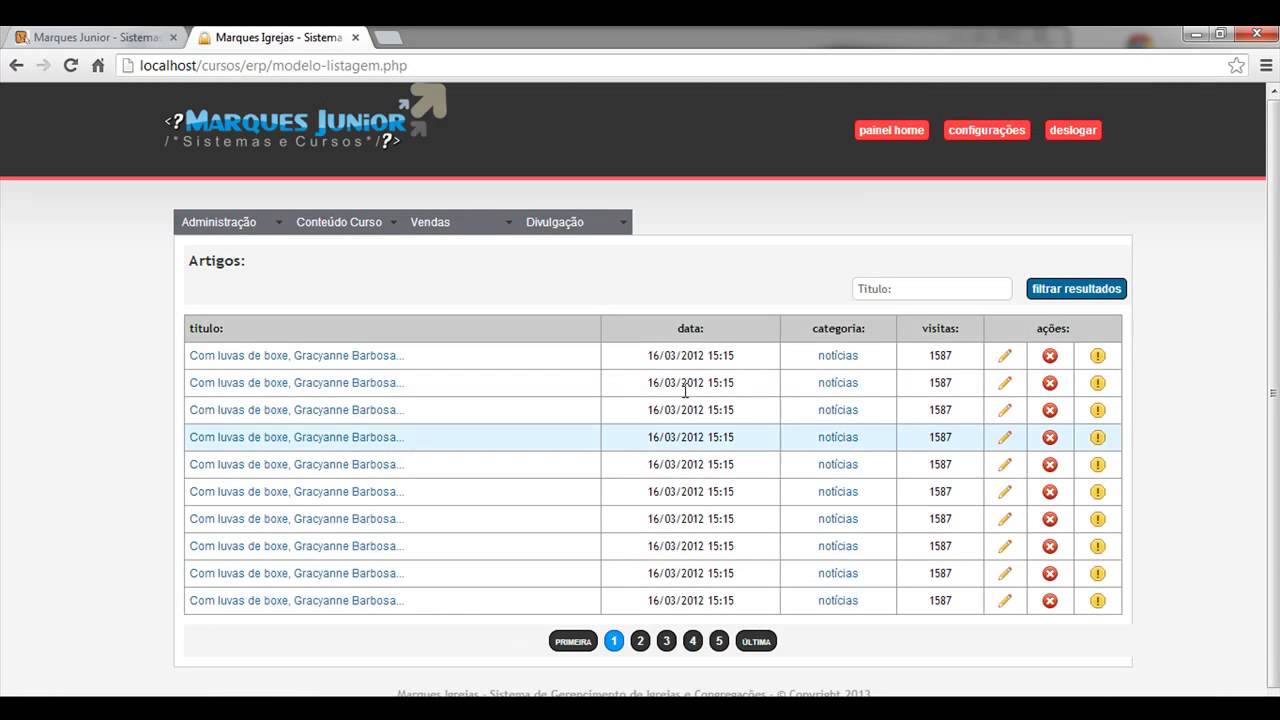 Marques Junior - Sistema
Marques Igrejas - Sistema
localhost/cursos/erp/modelo-listagem.php
<?MARQUES JUNIOR
/*Sistemas e Cursos*/?>
painel home configurações deslogar
Administração Conteúdo Curso Vendas Divulgação
Artigos:
Titulo: filtrar resultados
titulo: data: categoria: visitas: ações:
Com luvas de boxe, Gracyanne Barbosa... 16/03/2012 15:15 notícias 1587
Com luvas de boxe, Gracyanne Barbosa... 16/03/2012 15:15 notícias 1587
Com luvas de boxe, Gracyanne Barbosa... 16/03/2012 15:15 notícias 1587
Com luvas de boxe, Gracyanne Barbosa... 16/03/2012 15:15 notícias 1587
Com luvas de boxe, Gracyanne Barbosa... 16/03/2012 15:15 notícias 1587
Com luvas de boxe, Gracyanne Barbosa... 16/03/2012 15:15 notícias 1587
Com luvas de boxe, Gracyanne Barbosa... 16/03/2012 15:15 notícias 1587
Com luvas de boxe, Gracyanne Barbosa... 16/03/2012 15:15 notícias 1587
Com luvas de boxe, Gracyanne Barbosa... 16/03/2012 15:15 notícias 1587
Com luvas de boxe, Gracyanne Barbosa... 16/03/2012 15:15 notícias 1587
PRIMEIRA 1 2 3 4 5 ÚLTIMA
Marques Igrejas - Sistema de Gerencimento de Igrejas e Congregações - © Copyright 2013